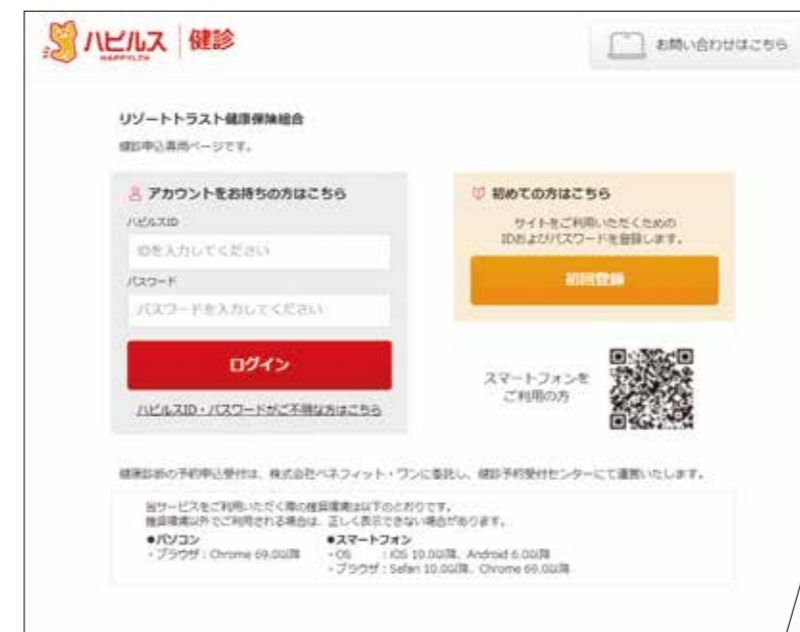 ハピルス 健診
HAPPYLTH
お問い合わせはこちら
リゾートトラスト健康保険組合
健診申込専用ページです。
アカウントをお持ちの方はこちら
ハピルスID
IDを入力してください
パスワード
パスワードを入力してください
ログイン
ハピルスID・パスワードがご不明な方はこちら
初めての方はこちら
サイトをご利用いただくための
IDおよびパスワードを登録します。
初回登録
スマートフォンを
ご利用の方
健康診断の予約申込受付は、株式会社ベネフィット・ワンに委託し、健診予約受付センターにて運営いたします。
当サービスをご利用いただく際の推奨環境は以下のとおりです。
推奨環境以外でご利用される場合は、正しく表示できない場合があります。
●パソコン
・ブラウザ : Chrome 69.0以降
●スマートフォン
・OS : iOS 10.0以降、Android 6.0以降
・ブラウザ : Safari 10.0以降、Chrome 69.0以降